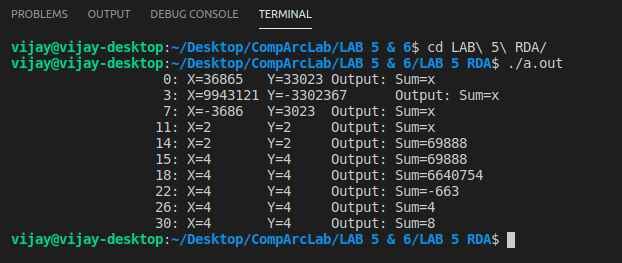 PROBLEMS OUTPUT DEBUG CONSOLE TERMINAL
vijay@vijay-desktop:~/Desktop/CompArcLab/LAB 5 & 6$ cd LAB\ 5\ RDA/
vijay@vijay-desktop:~/Desktop/CompArcLab/LAB 5 & 6/LAB 5 RDA$ ./a.out
0: X=36865 Y=33023 Output: Sum=x
3: X=9943121 Y=-3302367 Output: Sum=x
7: X=-3686 Y=3023 Output: Sum=x
11: X=2 Y=2 Output: Sum=x
14: X=2 Y=2 Output: Sum=69888
15: X=4 Y=4 Output: Sum=69888
18: X=4 Y=4 Output: Sum=6640754
22: X=4 Y=4 Output: Sum=-663
26: X=4 Y=4 Output: Sum=4
30: X=4 Y=4 Output: Sum=8
vijay@vijay-desktop:~/Desktop/CompArcLab/LAB 5 & 6/LAB 5 RDA$